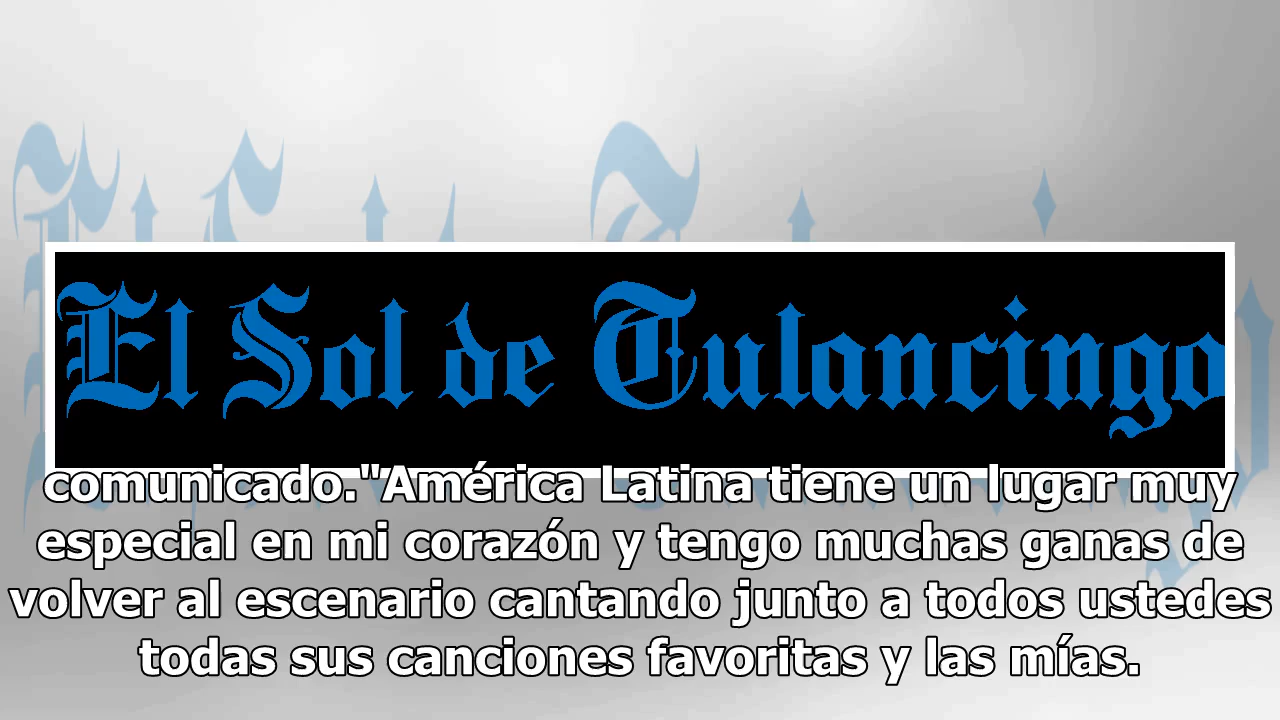 El Sol de Tulancingo
comunicado."América Latina tiene un lugar muy
especial en mi corazón y tengo muchas ganas de
volver al escenario cantando junto a todos ustedes
todas sus canciones favoritas y las mías.